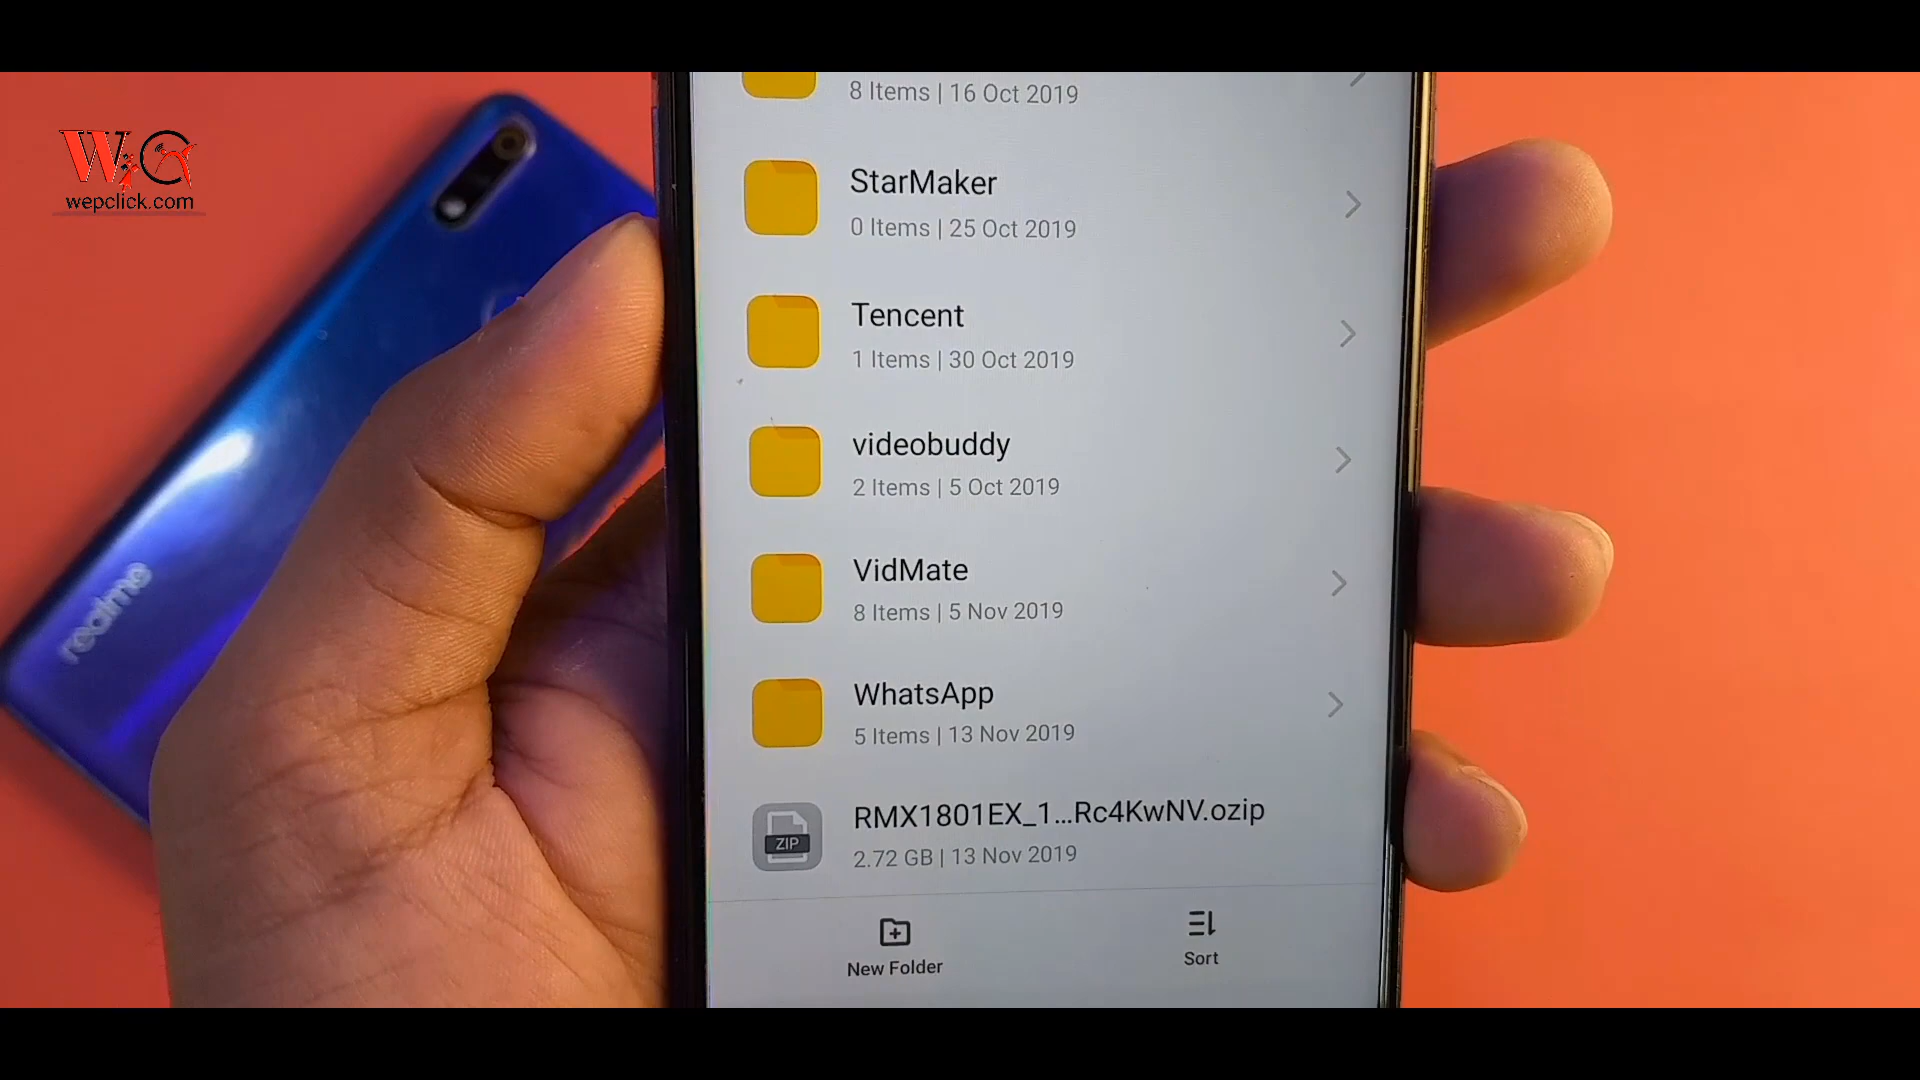 8 Items | 16 Oct 2019
StarMaker
0 Items | 25 Oct 2019
Tencent
1 Items | 30 Oct 2019
videobuddy
2 Items | 5 Oct 2019
VidMate
8 Items | 5 Nov 2019
WhatsApp
5 Items | 13 Nov 2019
RMX1801EX_1...Rc4KwNV.ozip
ZIP
2.72 GB | 13 Nov 2019
New Folder
Sort
wepclick.com
realme